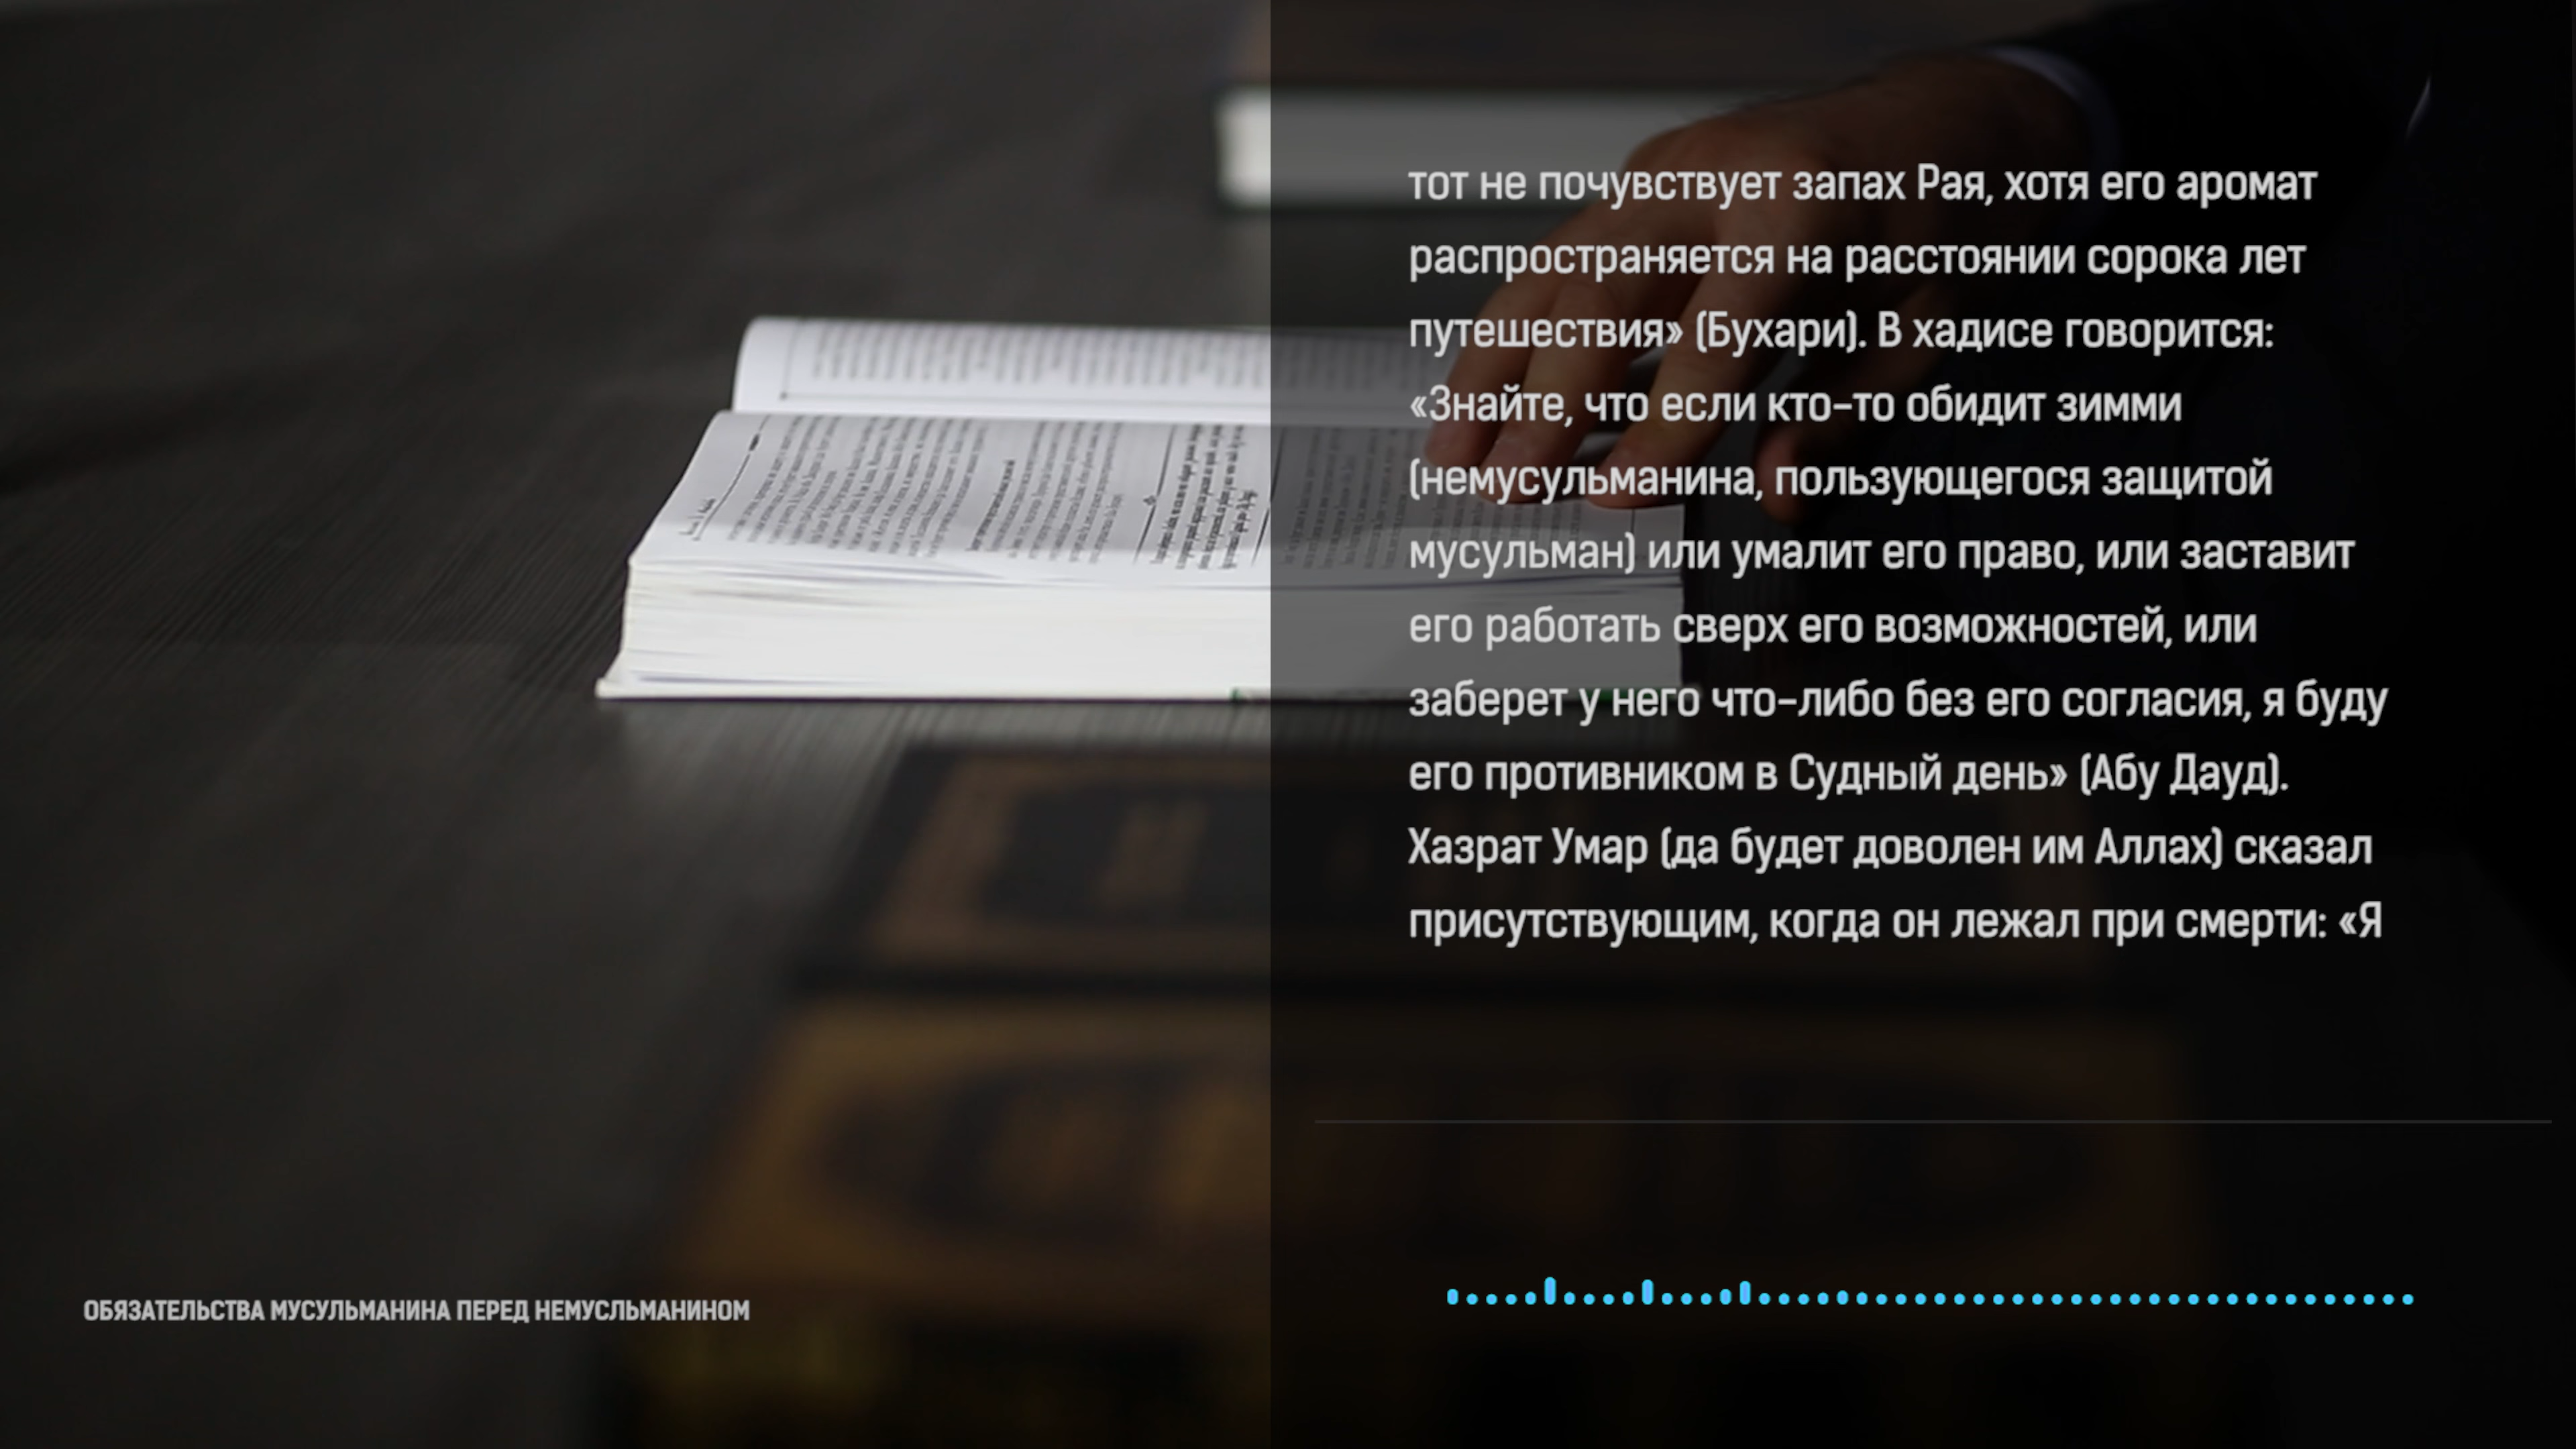 тот не почувствует запах Рая, хотя его аромат
распространяется на расстоянии сорока лет
путешествия» (Бухари). В хадисе говорится:
«Знайте, что если кто-то обидит зимми
(немусульманина, пользующегося защитой
мусульман) или умалит его право, или заставит
его работать сверх его возможностей, или
заберет у него что-либо без его согласия, я буду
его противником в Судный день» (Абу Дауд).
Хазрат Умар (да будет доволен им Аллах) сказал
присутствующим, когда он лежал при смерти: «Я
ОБЯЗАТЕЛЬСТВА МУСУЛЬМАНИНА ПЕРЕД НЕМУСЛЬМАНИНОМ